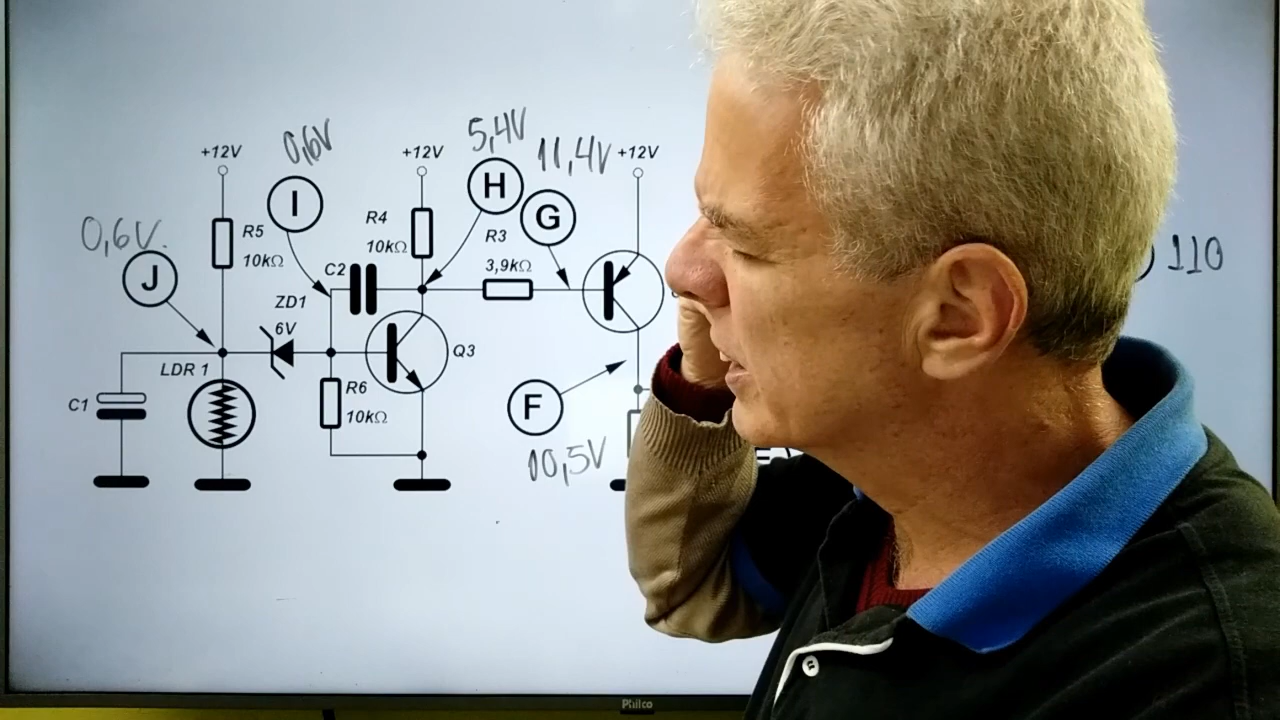 0,6V
5,4V
11,4V
+12V
+12V
+12V
I
H
G
R4
10kΩ
R5
10kΩ
R3
3,9kΩ
0,6V.
J
C2
ZD1
6V
Q3
LDR 1
R6
10kΩ
C1
F
10,5V
110
Philco